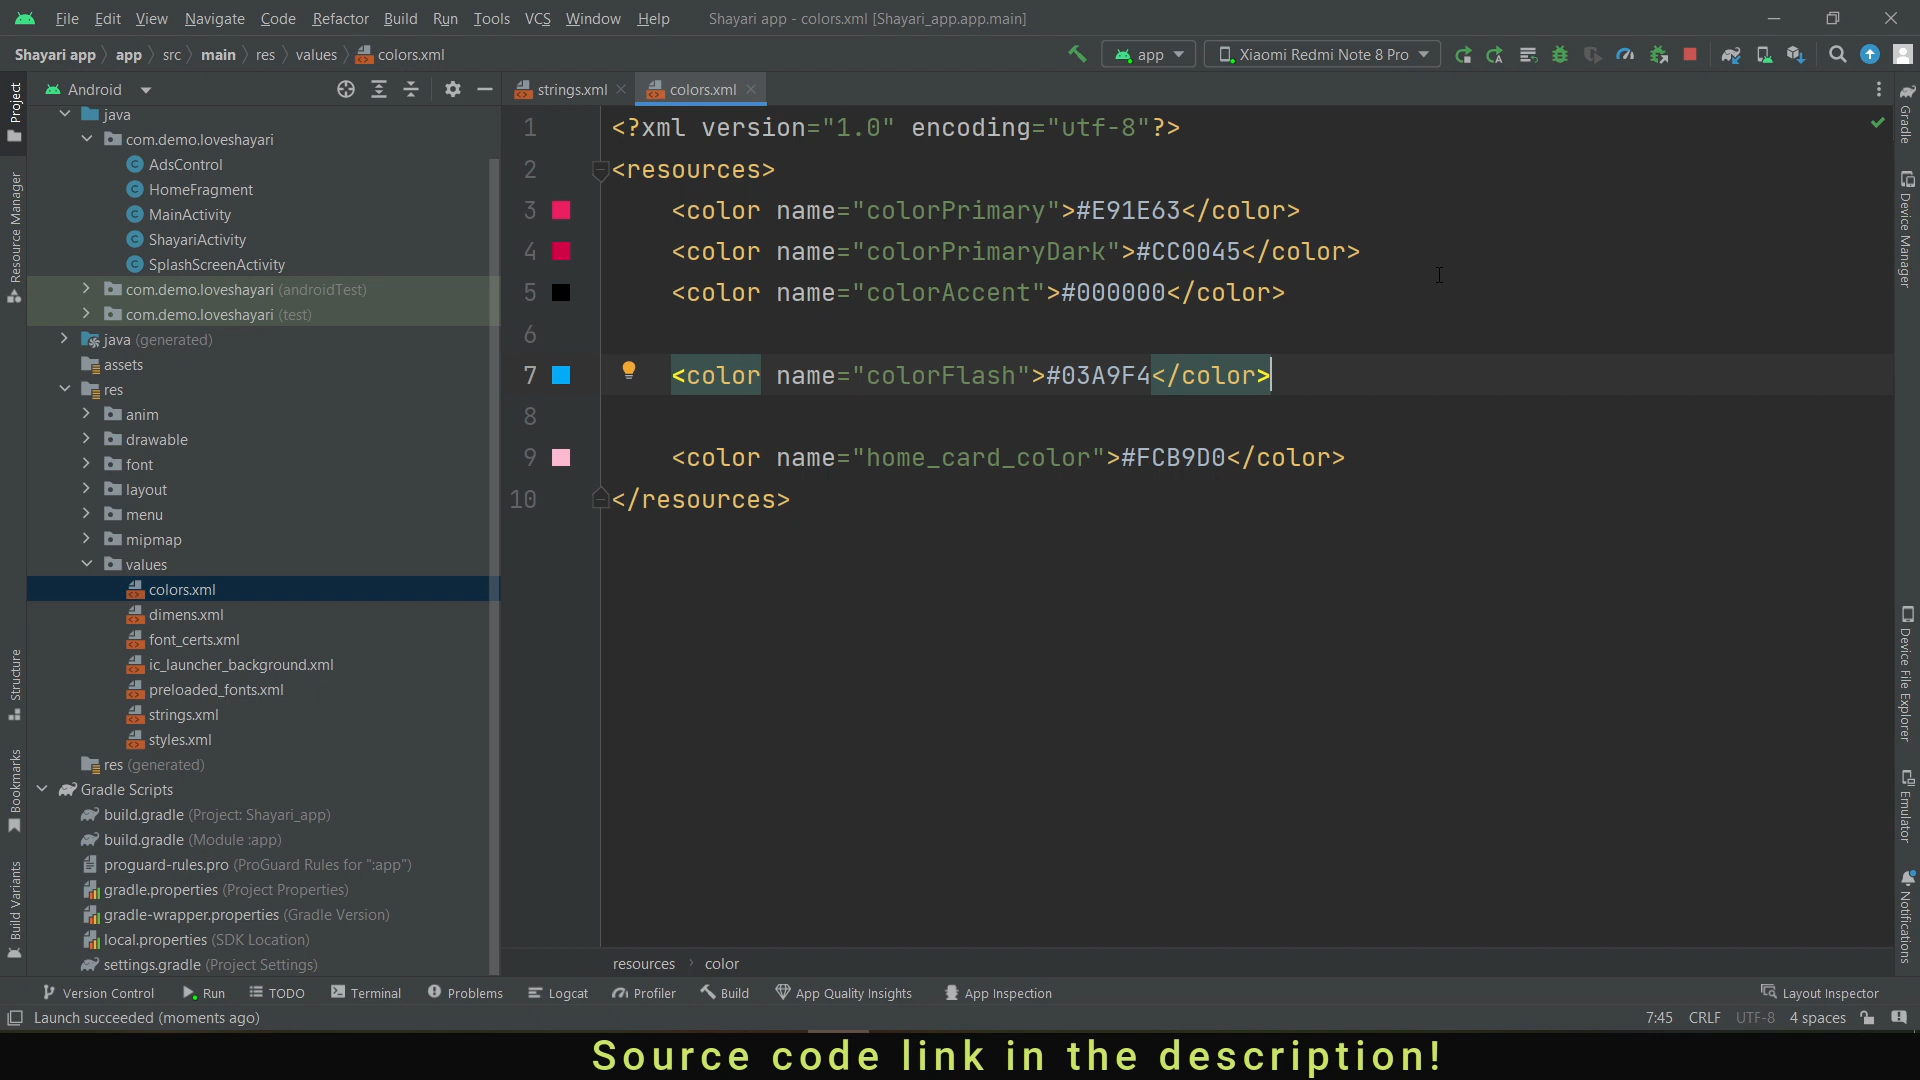 File Edit View Navigate Code Refactor Build Run Tools VCS Window Help Shayari app - colors.xml [Shayari_app.app.main]
Shayari app app src main res values colors.xml app Xiaomi Redmi Note 8 Pro
Project
Resource Manager
Structure
Bookmarks
Build Variants
Android
java
com.demo.loveshayari
AdsControl
HomeFragment
MainActivity
ShayariActivity
SplashScreenActivity
com.demo.loveshayari (androidTest)
com.demo.loveshayari (test)
java (generated)
assets
res
anim
drawable
font
layout
menu
mipmap
values
colors.xml
dimens.xml
font_certs.xml
ic_launcher_background.xml
preloaded_fonts.xml
strings.xml
styles.xml
res (generated)
Gradle Scripts
build.gradle (Project: Shayari_app)
build.gradle (Module :app)
proguard-rules.pro (ProGuard Rules for ":app")
gradle.properties (Project Properties)
gradle-wrapper.properties (Gradle Version)
local.properties (SDK Location)
settings.gradle (Project Settings)
strings.xml colors.xml
1 <?xml version="1.0" encoding="utf-8"?>
2 <resources>
3 <color name="colorPrimary">#E91E63</color>
4 <color name="colorPrimaryDark">#CC0045</color>
5 <color name="colorAccent">#000000</color>
6
7 <color name="colorFlash">#03A9F4</color>
8
9 <color name="home_card_color">#FCB9D0</color>
10 </resources>
resources color
Gradle
Device Manager
Device File Explorer
Emulator
Notifications
Version Control Run TODO Terminal Problems Logcat Profiler Build App Quality Insights App Inspection Layout Inspector
Launch succeeded (moments ago) 7:45 CRLF UTF-8 4 spaces
Source code link in the description!